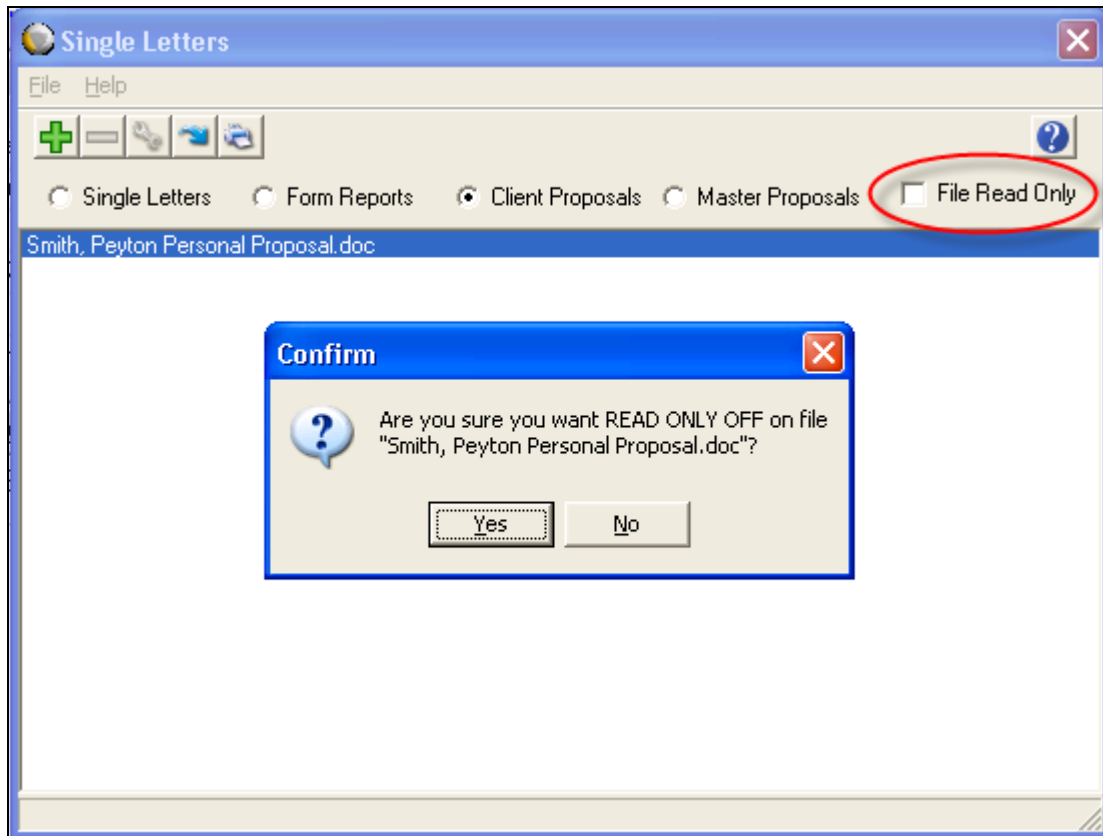 Single Letters
File Help
Single Letters Form Reports Client Proposals Master Proposals File Read Only
Smith, Peyton Personal Proposal.doc
Confirm
Are you sure you want READ ONLY OFF on file
"Smith, Peyton Personal Proposal.doc"?
Yes No